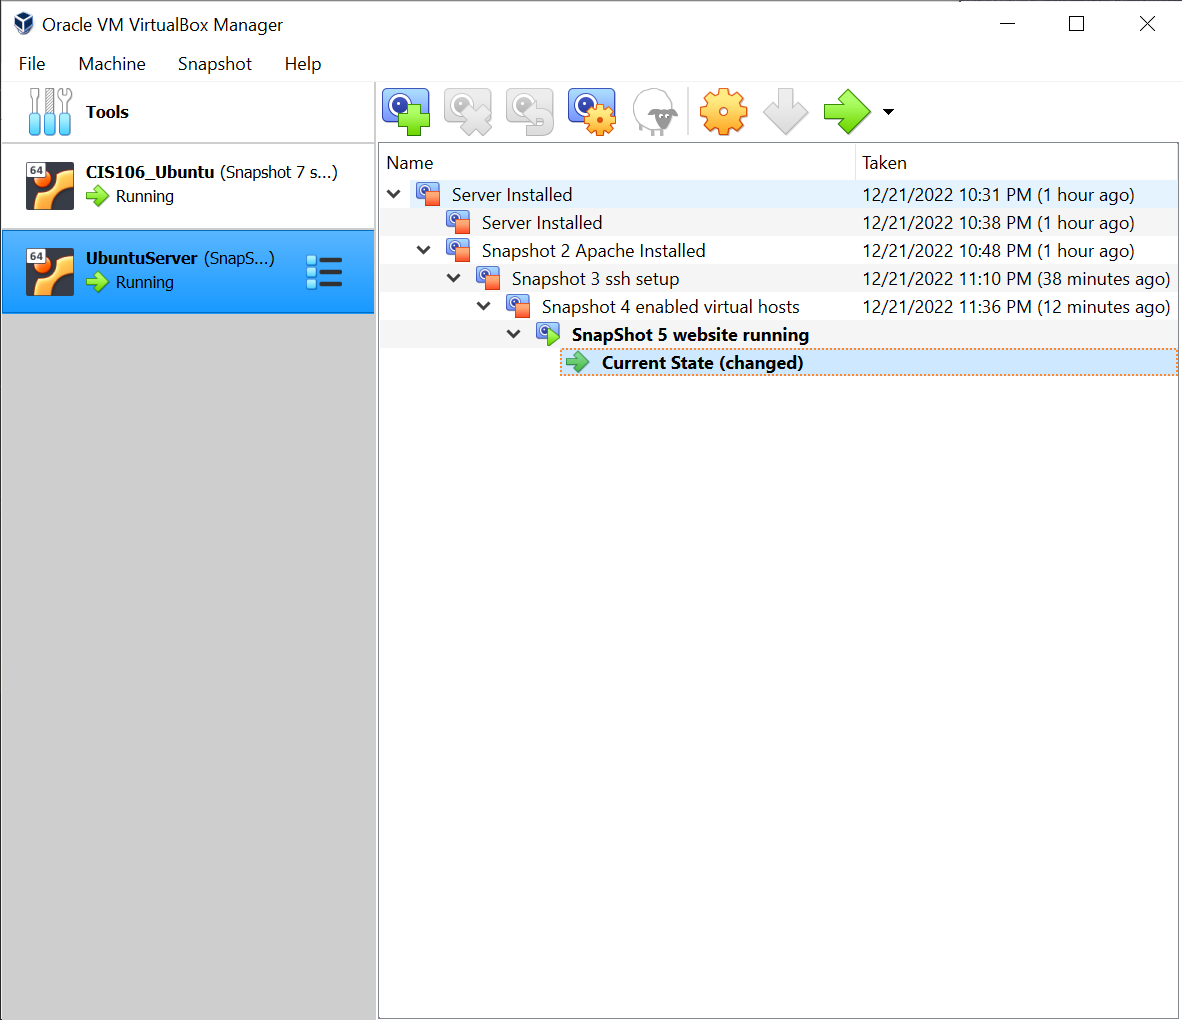 Oracle VM VirtualBox Manager
File Machine Snapshot Help
Tools
64 CIS106_Ubuntu (Snapshot 7 s...)
Running
64 UbuntuServer (SnapS...)
Running
Name Taken
Server Installed 12/21/2022 10:31 PM (1 hour ago)
Server Installed 12/21/2022 10:38 PM (1 hour ago)
Snapshot 2 Apache Installed 12/21/2022 10:48 PM (1 hour ago)
Snapshot 3 ssh setup 12/21/2022 11:10 PM (38 minutes ago)
Snapshot 4 enabled virtual hosts 12/21/2022 11:36 PM (12 minutes ago)
SnapShot 5 website running
Current State (changed)